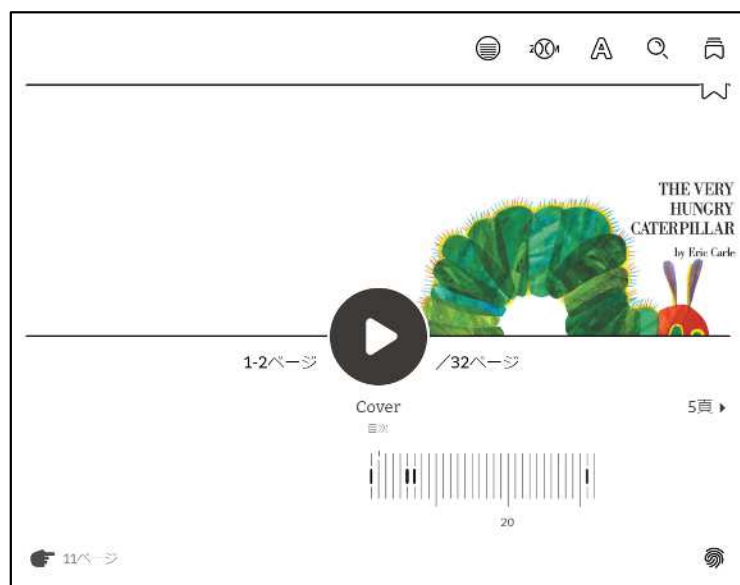 THE VERY
HUNGRY
CATERPILLAR
by Eric Carle
1-2ページ
／32ページ
Cover
5頁
目次
20
11ページ